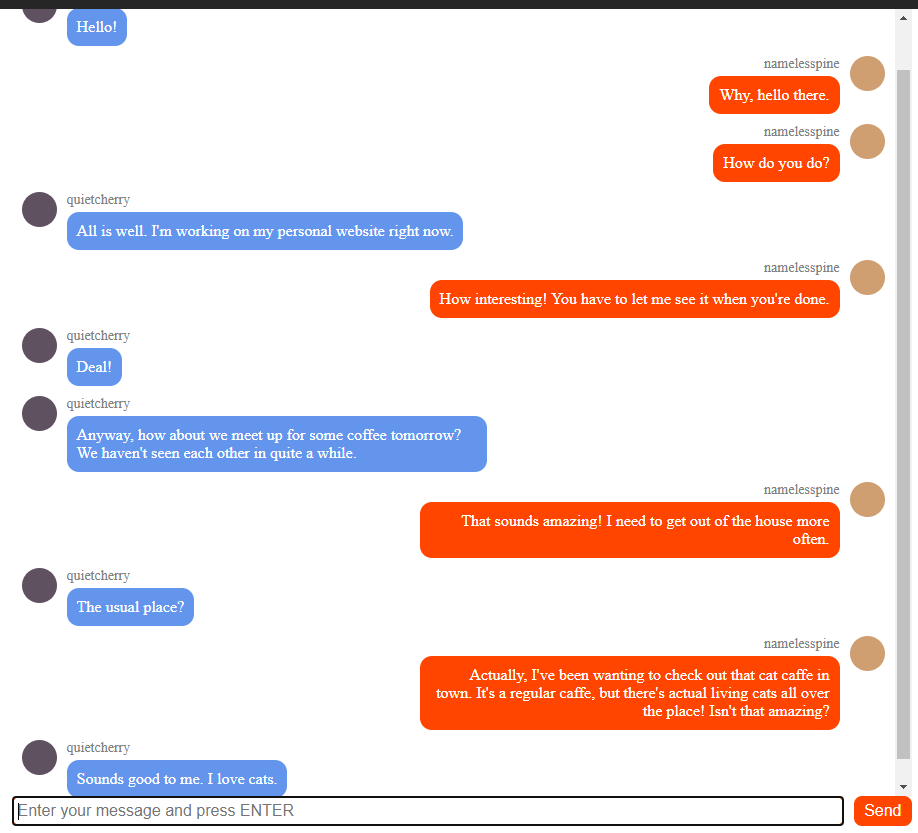 Hello!
namelesspine
Why, hello there.
namelesspine
How do you do?
quietcherry
All is well. I'm working on my personal website right now.
namelesspine
How interesting! You have to let me see it when you're done.
quietcherry
Deal!
quietcherry
Anyway, how about we meet up for some coffee tomorrow?
We haven't seen each other in quite a while.
namelesspine
That sounds amazing! I need to get out of the house more
often.
quietcherry
The usual place?
namelesspine
Actually, I've been wanting to check out that cat caffe in
town. It's a regular caffe, but there's actual living cats all over
the place! Isn't that amazing?
quietcherry
Sounds good to me. I love cats.
Enter your message and press ENTER
Send